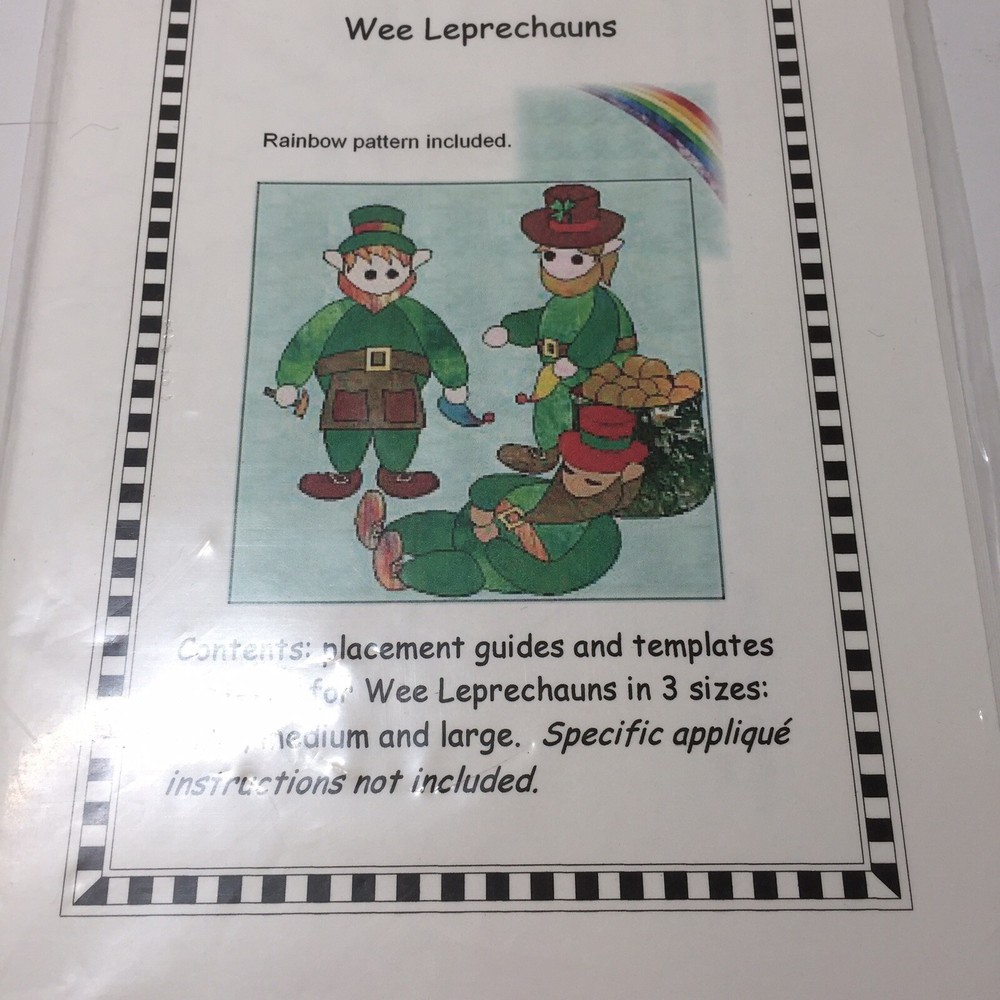 Wee Leprechauns
Rainbow pattern included.
Contents: placement guides and templates
for Wee Leprechauns in 3 sizes:
medium and large. Specific appliqué
instructions not included.